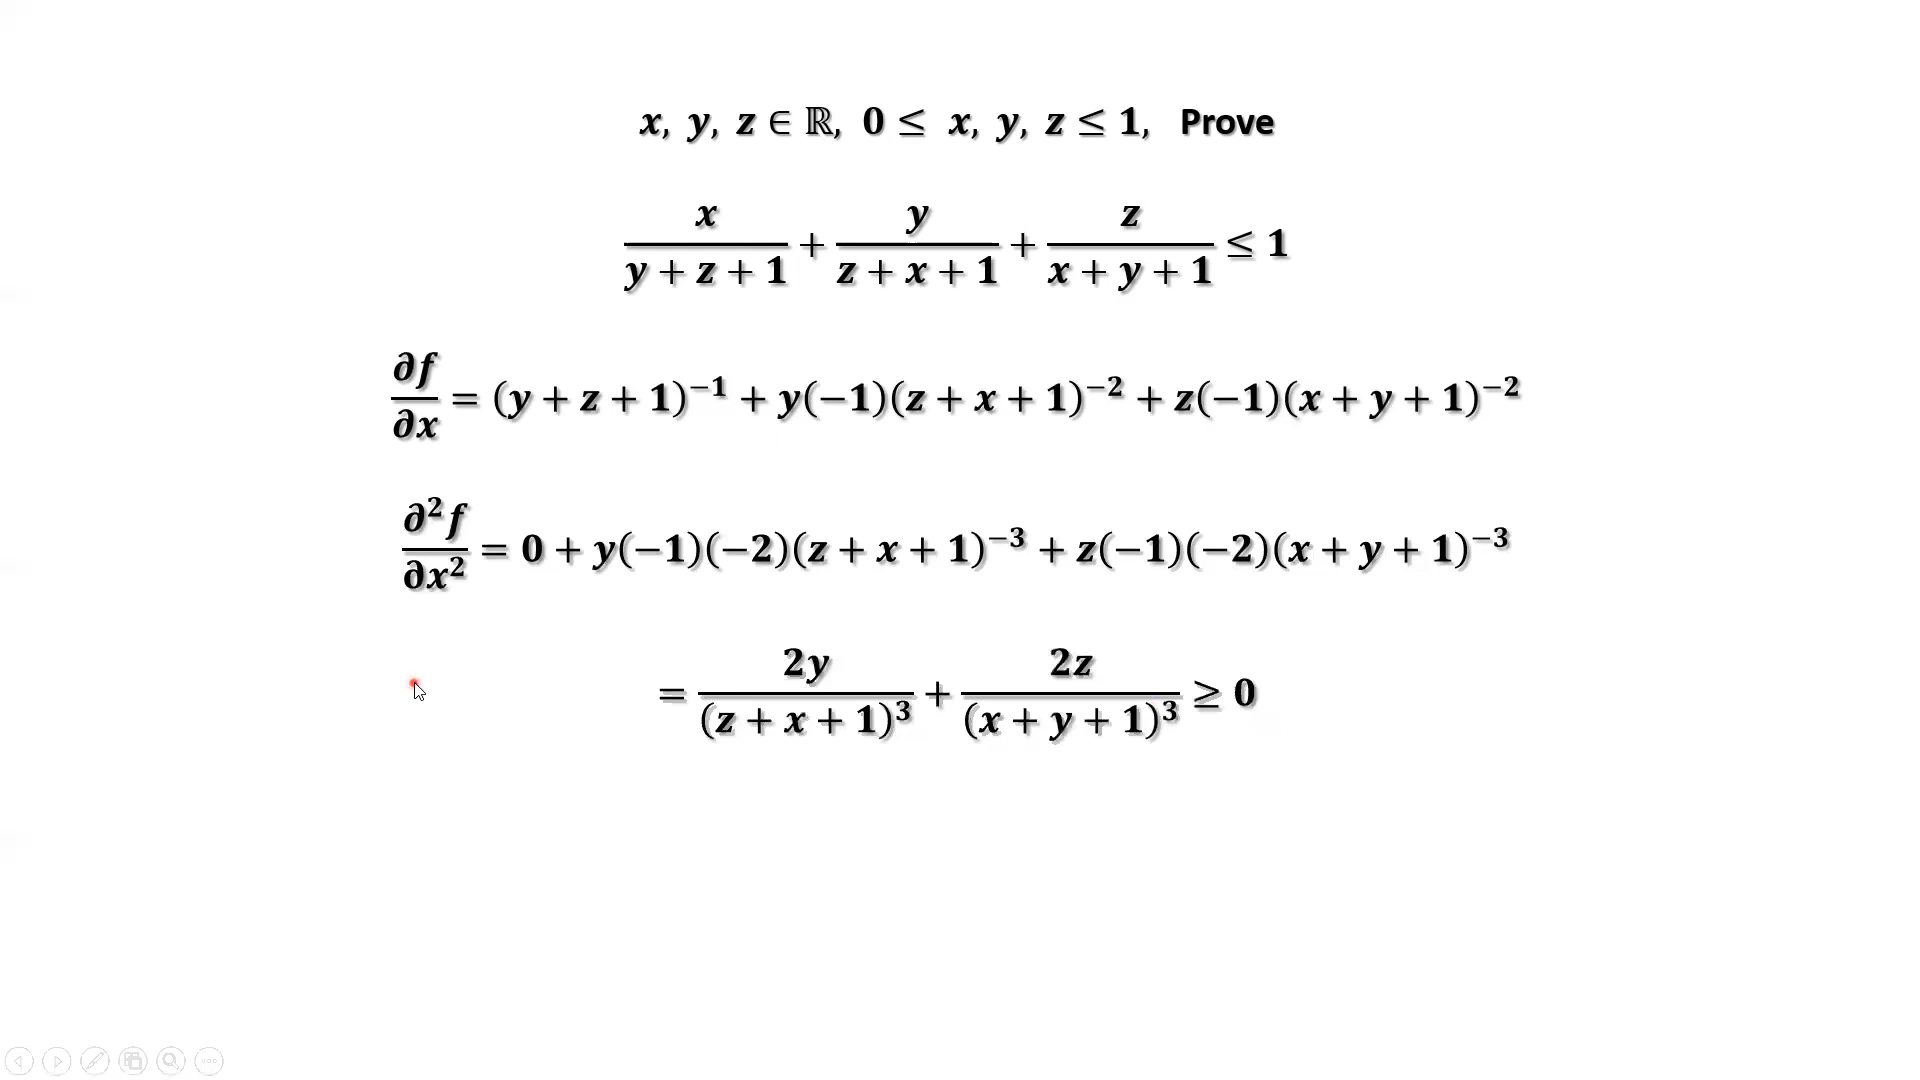 x, y, z ∈ ℝ, 0 ≤ x, y, z ≤ 1, Prove
x/(y + z + 1) + y/(z + x + 1) + z/(x + y + 1) ≤ 1
∂f/∂x = (y + z + 1)⁻¹ + y(−1)(z + x + 1)⁻² + z(−1)(x + y + 1)⁻²
∂²f/∂x² = 0 + y(−1)(−2)(z + x + 1)⁻³ + z(−1)(−2)(x + y + 1)⁻³
= 2y/(z + x + 1)³ + 2z/(x + y + 1)³ ≥ 0